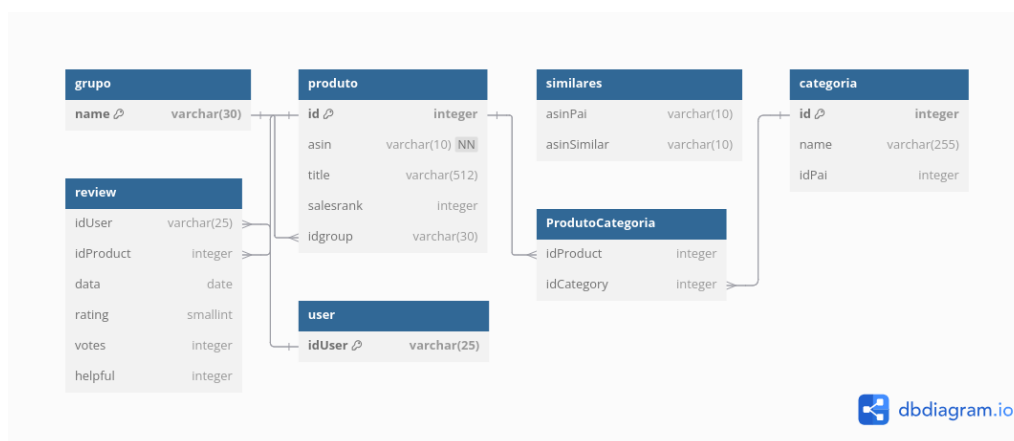 grupo
name varchar(30)
produto
id integer
asin varchar(10) NN
title varchar(512)
salesrank integer
idgroup varchar(30)
similares
asinPai varchar(10)
asinSimilar varchar(10)
categoria
id integer
name varchar(255)
idPai integer
review
idUser varchar(25)
idProduct integer
data date
rating smallint
votes integer
helpful integer
ProdutoCategoria
idProduct integer
idCategory integer
user
idUser varchar(25)
dbdiagram.io